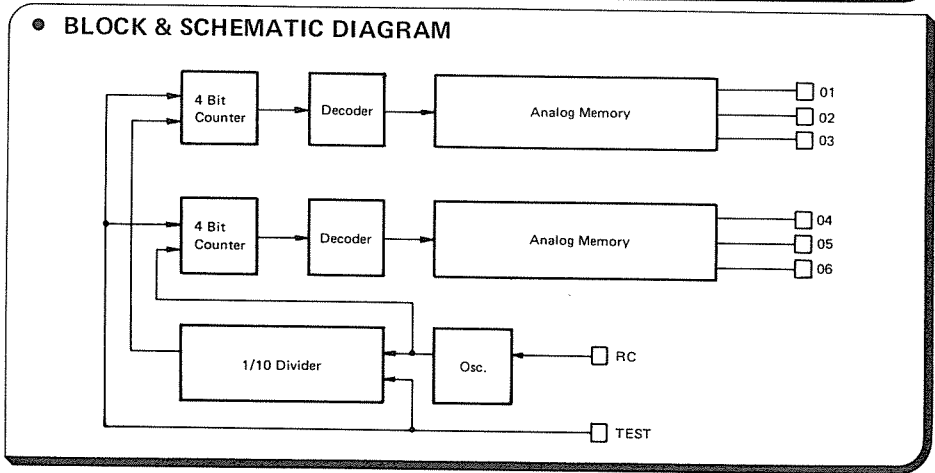 ● BLOCK & SCHEMATIC DIAGRAM
4 Bit
Counter
Decoder
Analog Memory
01
02
03
4 Bit
Counter
Decoder
Analog Memory
04
05
06
1/10 Divider
Osc.
RC
TEST